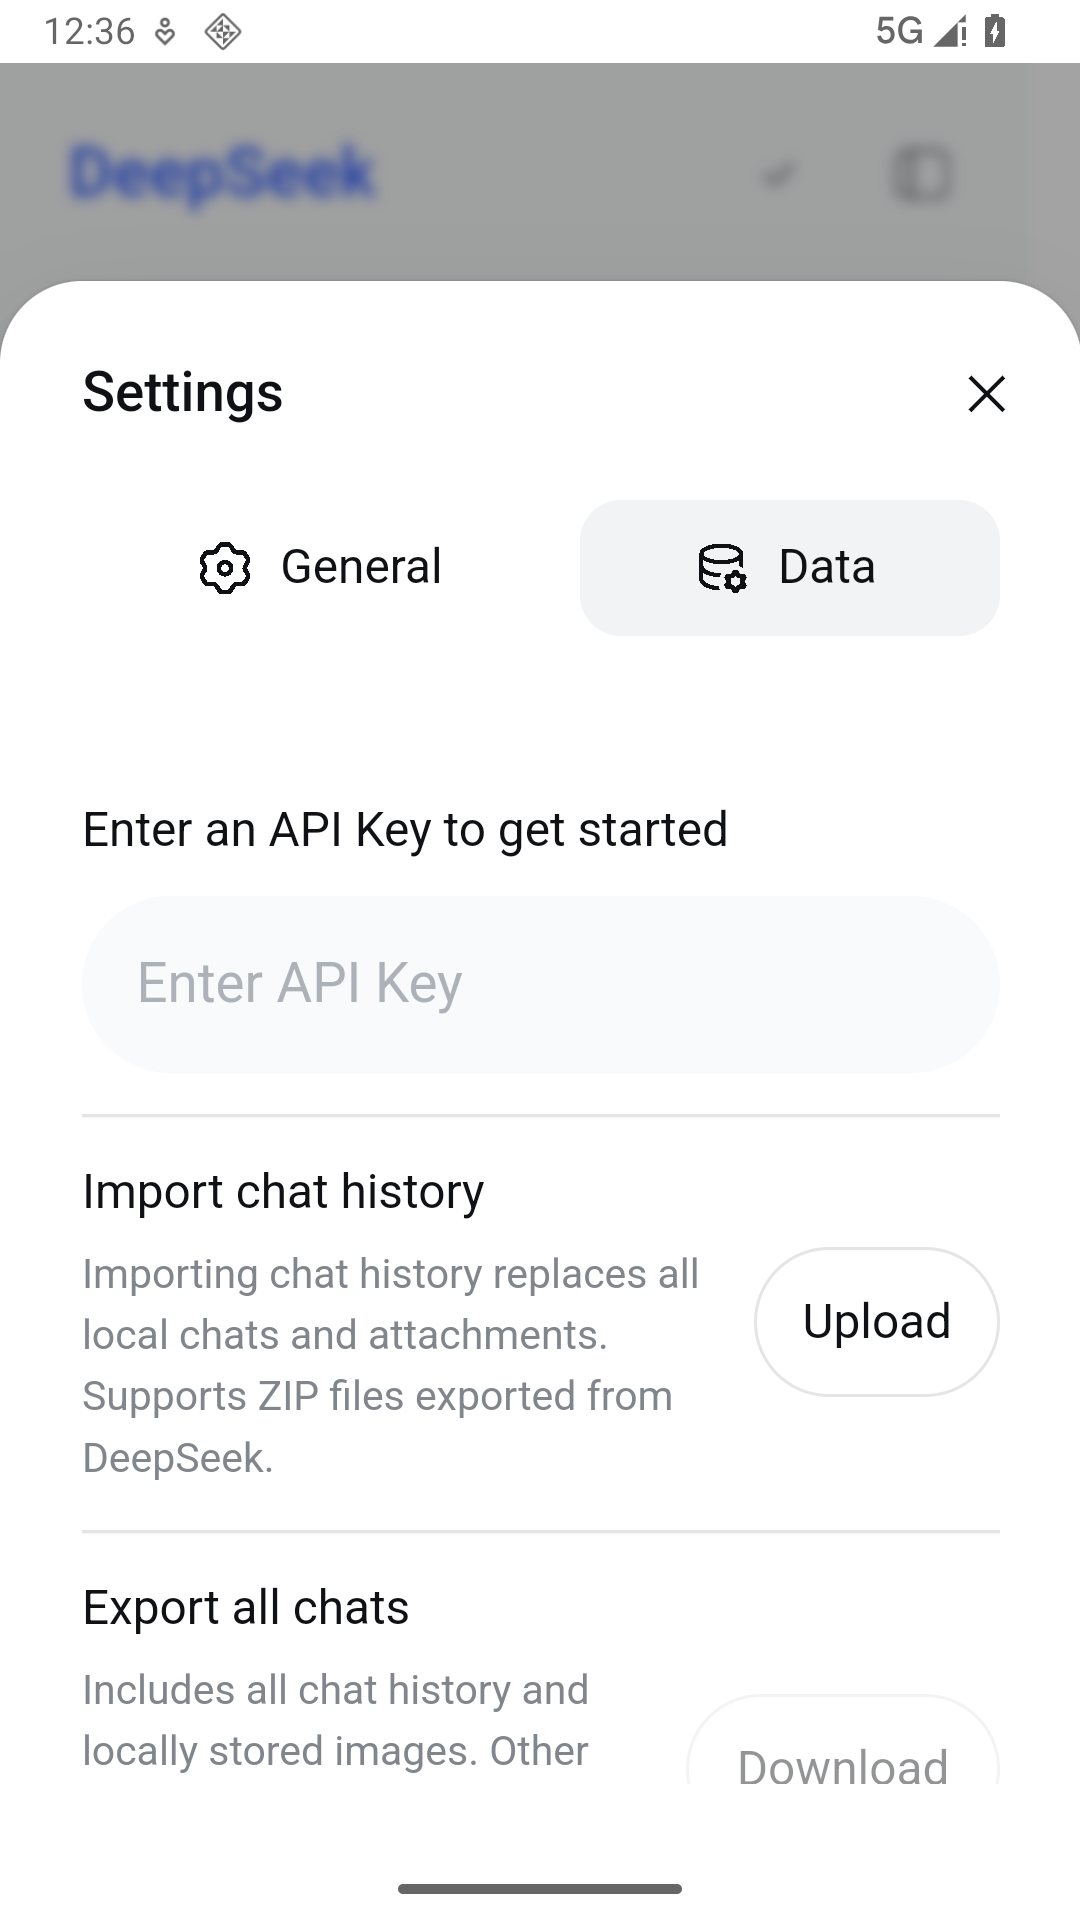 12:36
5G
DeepSeek
Settings
General
Data
Enter an API Key to get started
Enter API Key
Import chat history
Importing chat history replaces all
local chats and attachments.
Supports ZIP files exported from
DeepSeek.
Upload
Export all chats
Includes all chat history and
locally stored images. Other
Download